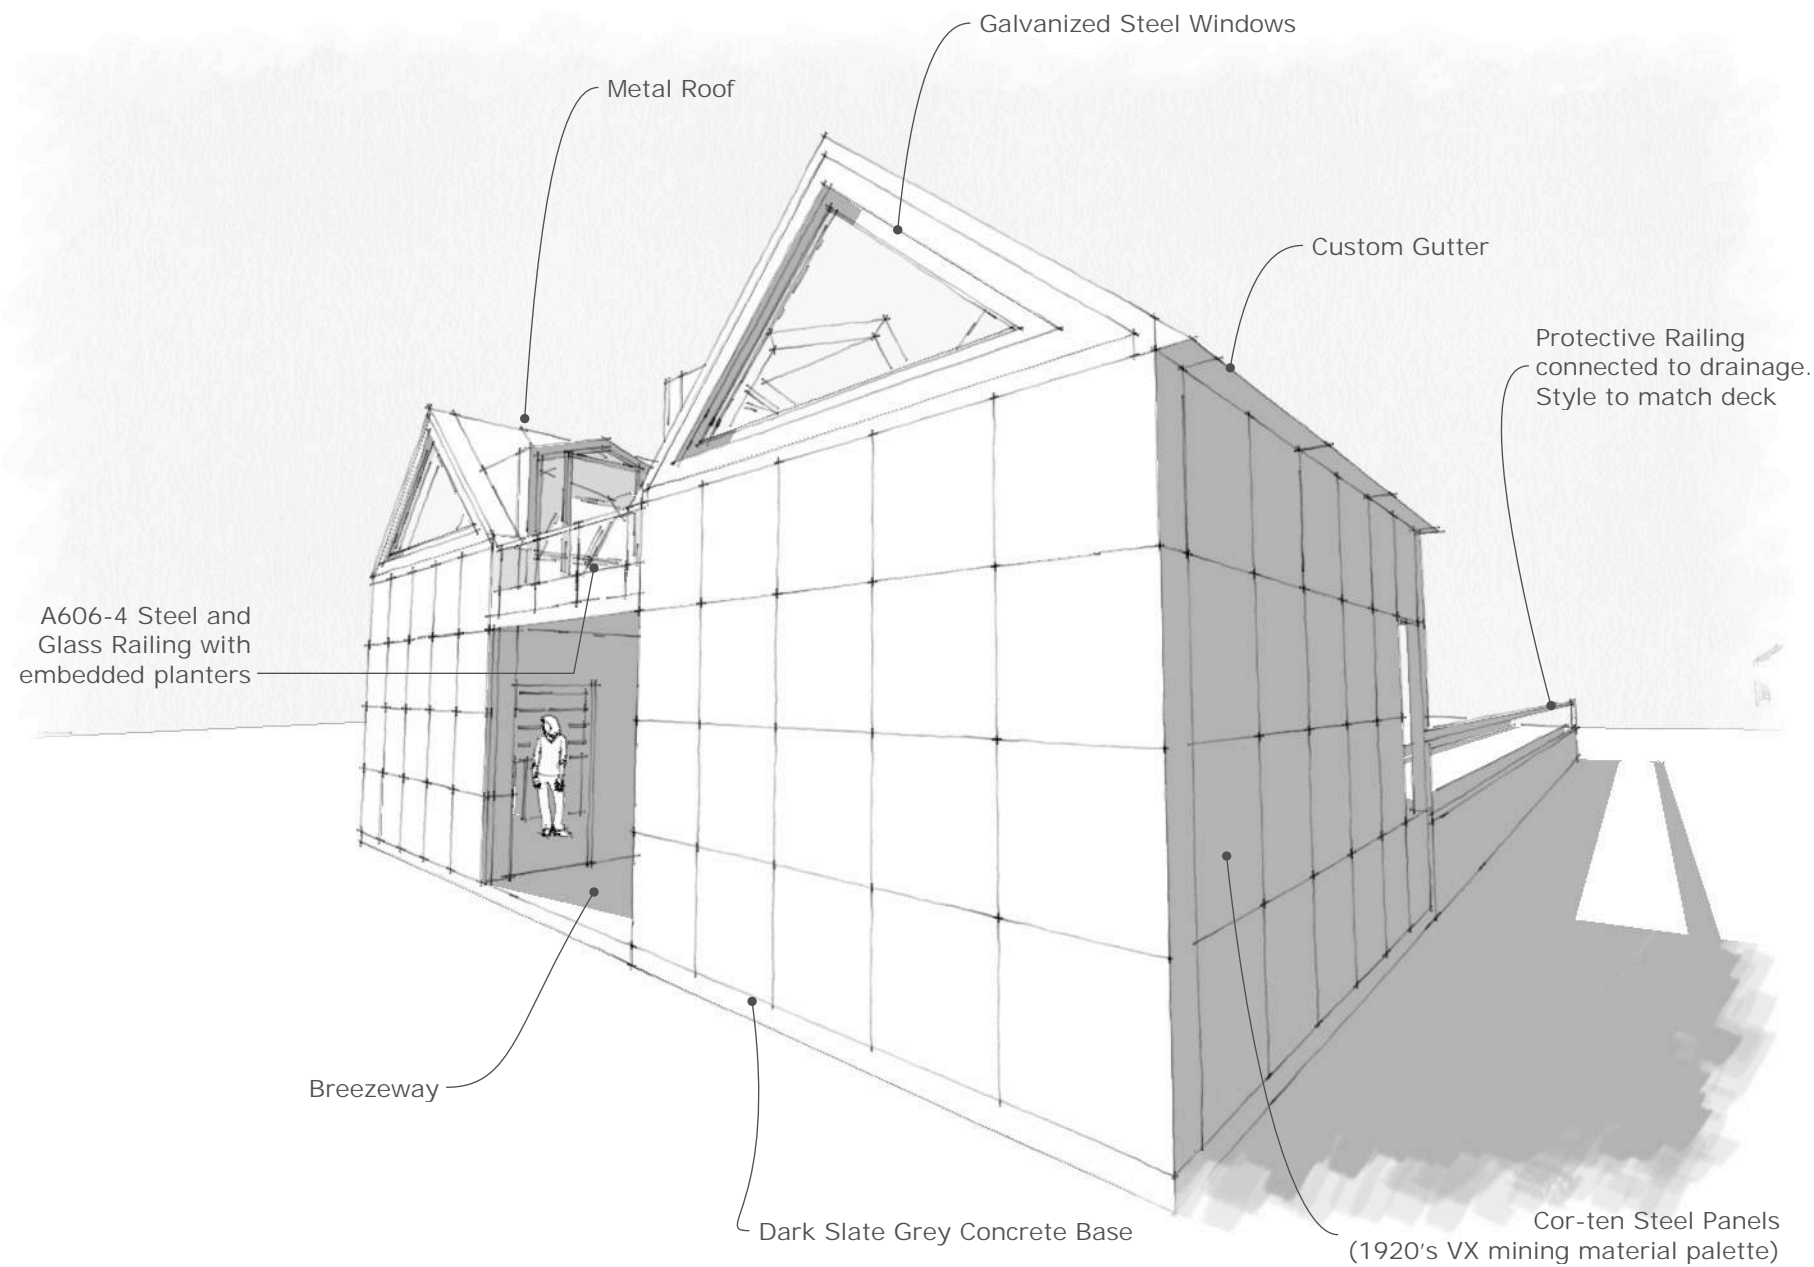 Galvanized Steel Windows
Metal Roof
Custom Gutter
Protective Railing
connected to drainage.
Style to match deck
A606-4 Steel and
Glass Railing with
embedded planters
Breezeway
Dark Slate Grey Concrete Base
Cor-ten Steel Panels
(1920's VX mining material palette)